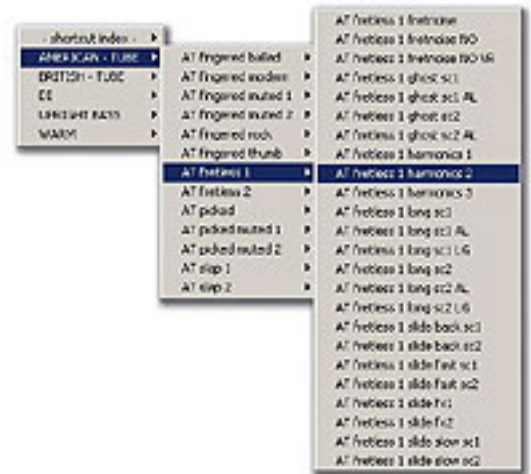 - shortcut index -
AMERICAN - TUBE
BRITISH - TUBE
DI
UPRIGHT BASS
WARM
AT fingered ballad
AT fingered modern
AT fingered muted 1
AT fingered muted 2
AT fingered rock
AT fingered thumb
AT fretless 1
AT fretless 2
AT picked
AT picked muted 1
AT picked muted 2
AT slap 1
AT slap 2
AT fretless 1 fretnoise
AT fretless 1 fretnoise NO
AT fretless 1 fretnoise NO VR
AT fretless 1 ghost sc1
AT fretless 1 ghost sc1 AL
AT fretless 1 ghost sc2
AT fretless 1 ghost sc2 AL
AT fretless 1 harmonics 1
AT fretless 1 harmonics 2
AT fretless 1 harmonics 3
AT fretless 1 long sc1
AT fretless 1 long sc1 AL
AT fretless 1 long sc1 LG
AT fretless 1 long sc2
AT fretless 1 long sc2 AL
AT fretless 1 long sc2 LG
AT fretless 1 slide back sc1
AT fretless 1 slide back sc2
AT fretless 1 slide fast sc1
AT fretless 1 slide fast sc2
AT fretless 1 slide fx1
AT fretless 1 slide fx2
AT fretless 1 slide slow sc1
AT fretless 1 slide slow sc2